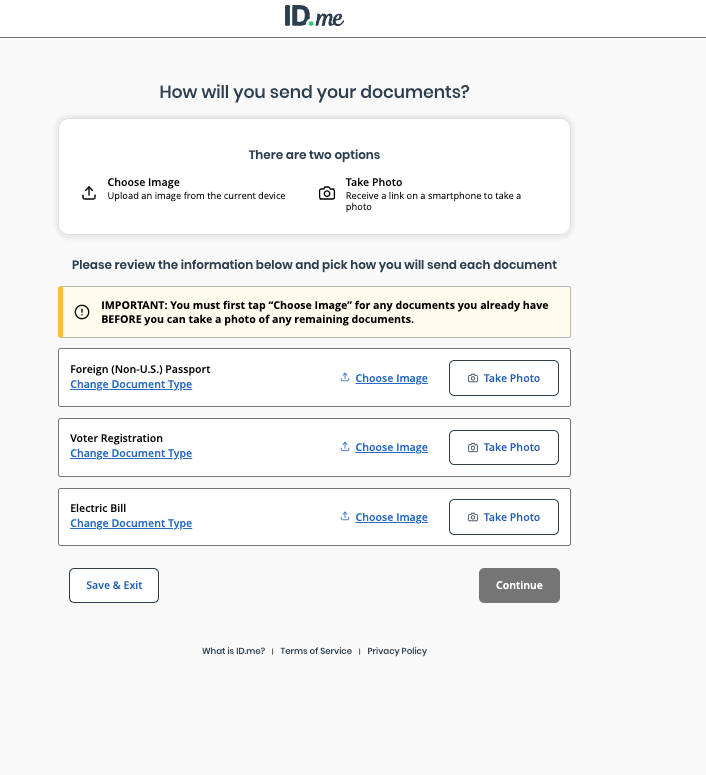 ID.me
How will you send your documents?
There are two options
Choose Image
Upload an image from the current device
Take Photo
Receive a link on a smartphone to take a
photo
Please review the information below and pick how you will send each document
IMPORTANT: You must first tap “Choose Image” for any documents you already have
BEFORE you can take a photo of any remaining documents.
Foreign (Non-U.S.) Passport
Change Document Type
Choose Image
Take Photo
Voter Registration
Change Document Type
Choose Image
Take Photo
Electric Bill
Change Document Type
Choose Image
Take Photo
Save & Exit
Continue
What is ID.me? | Terms of Service | Privacy Policy